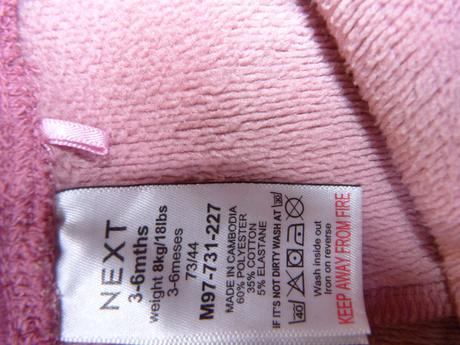 NEXT
3-6mths
weight 8kg/18lbs
3-6meses
73/44
M97-731-227
MADE IN CAMBODIA
60% POLYESTER
35% COTTON
5% ELASTANE
IF IT'S NOT DIRTY WASH AT 30
40
Wash inside out
Iron on reverse
KEEP AWAY FROM FIRE